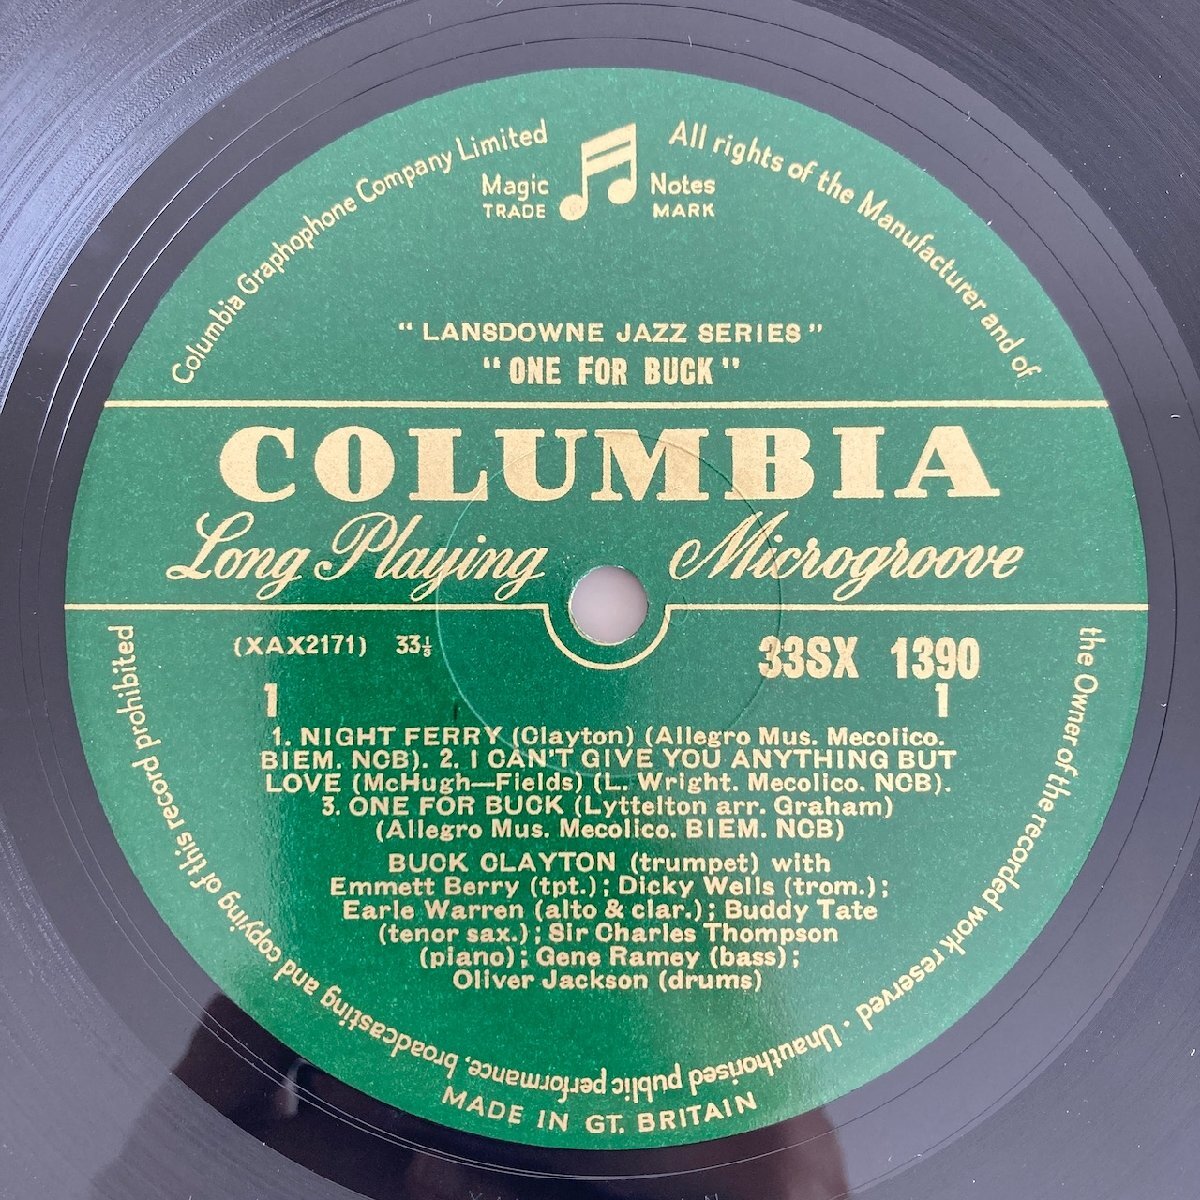 Columbia Graphophone Company Limited
All rights of the Manufacturer and of
the Owner of the recorded work reserved · Unauthorised public performance, broadcasting and copying of this record prohibited
Magic Notes
TRADE MARK
“LANSDOWNE JAZZ SERIES”
“ONE FOR BUCK”
COLUMBIA
Long Playing Microgroove
(XAX2171) 33⅓
33SX 1390
1 1
1. NIGHT FERRY (Clayton) (Allegro Mus. Mecolico.
BIEM. NCB). 2. I CAN'T GIVE YOU ANYTHING BUT
LOVE (McHugh—Fields) (L. Wright. Mecolico. NCB).
3. ONE FOR BUCK (Lyttelton arr. Graham)
(Allegro Mus. Mecolico. BIEM. NCB)
BUCK CLAYTON (trumpet) with
Emmett Berry (tpt.); Dicky Wells (trom.);
Earle Warren (alto & clar.); Buddy Tate
(tenor sax.); Sir Charles Thompson
(piano); Gene Ramey (bass);
Oliver Jackson (drums)
MADE IN GT. BRITAIN